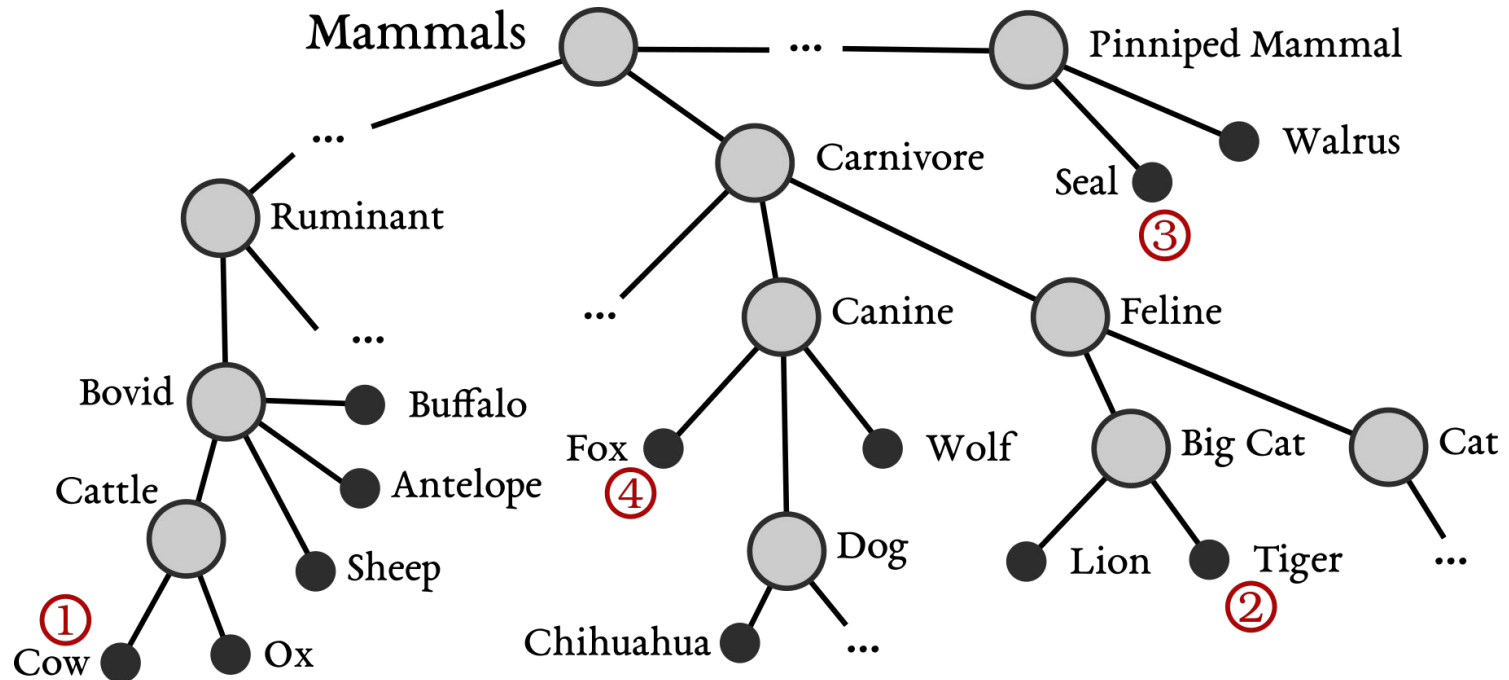 Mammals
...
Pinniped Mammal
...
Carnivore
Walrus
Seal
③
Ruminant
...
...
Canine
Feline
Bovid
Buffalo
Fox
④
Wolf
Big Cat
Cat
Cattle
Antelope
Sheep
Dog
Lion
Tiger
②
...
①
Cow
Ox
Chihuahua
...